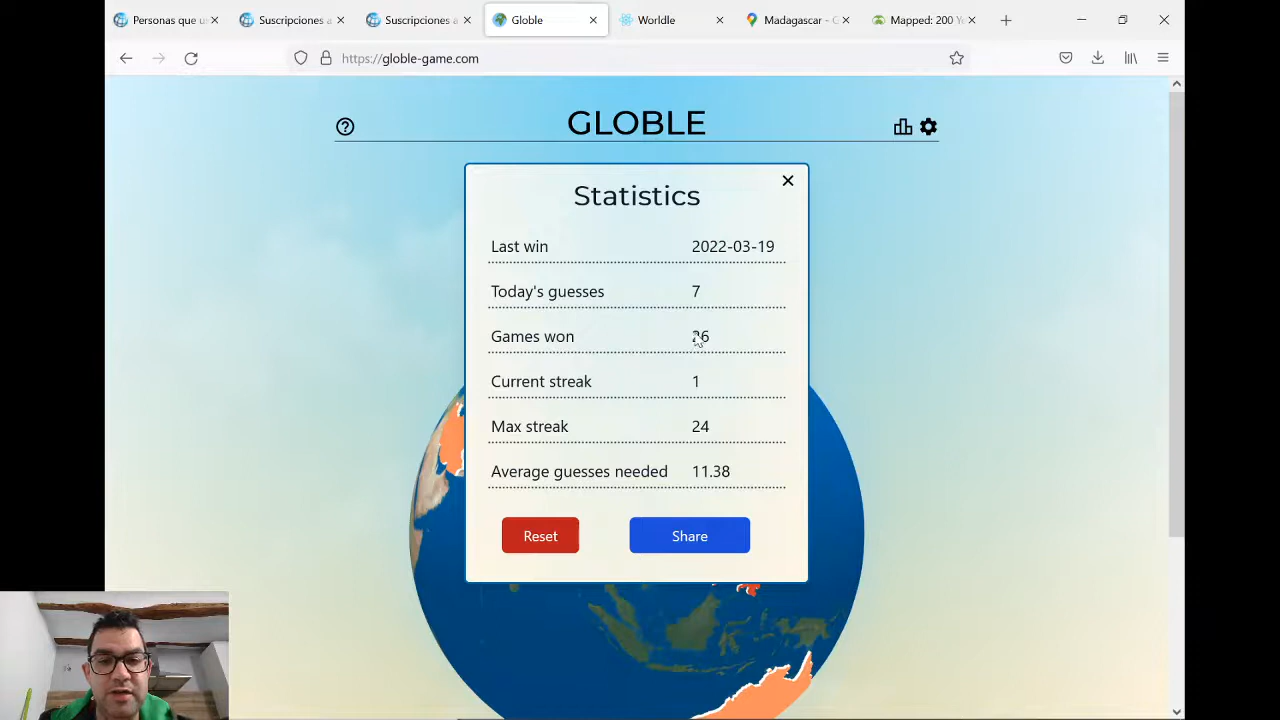 Personas que u
Suscripciones a
Suscripciones a
Globle
Worldle
Madagascar - G
Mapped: 200 Ye
https://globle-game.com
GLOBLE
Statistics
Last win 2022-03-19
Today's guesses 7
Games won 26
Current streak 1
Max streak 24
Average guesses needed 11.38
Reset Share